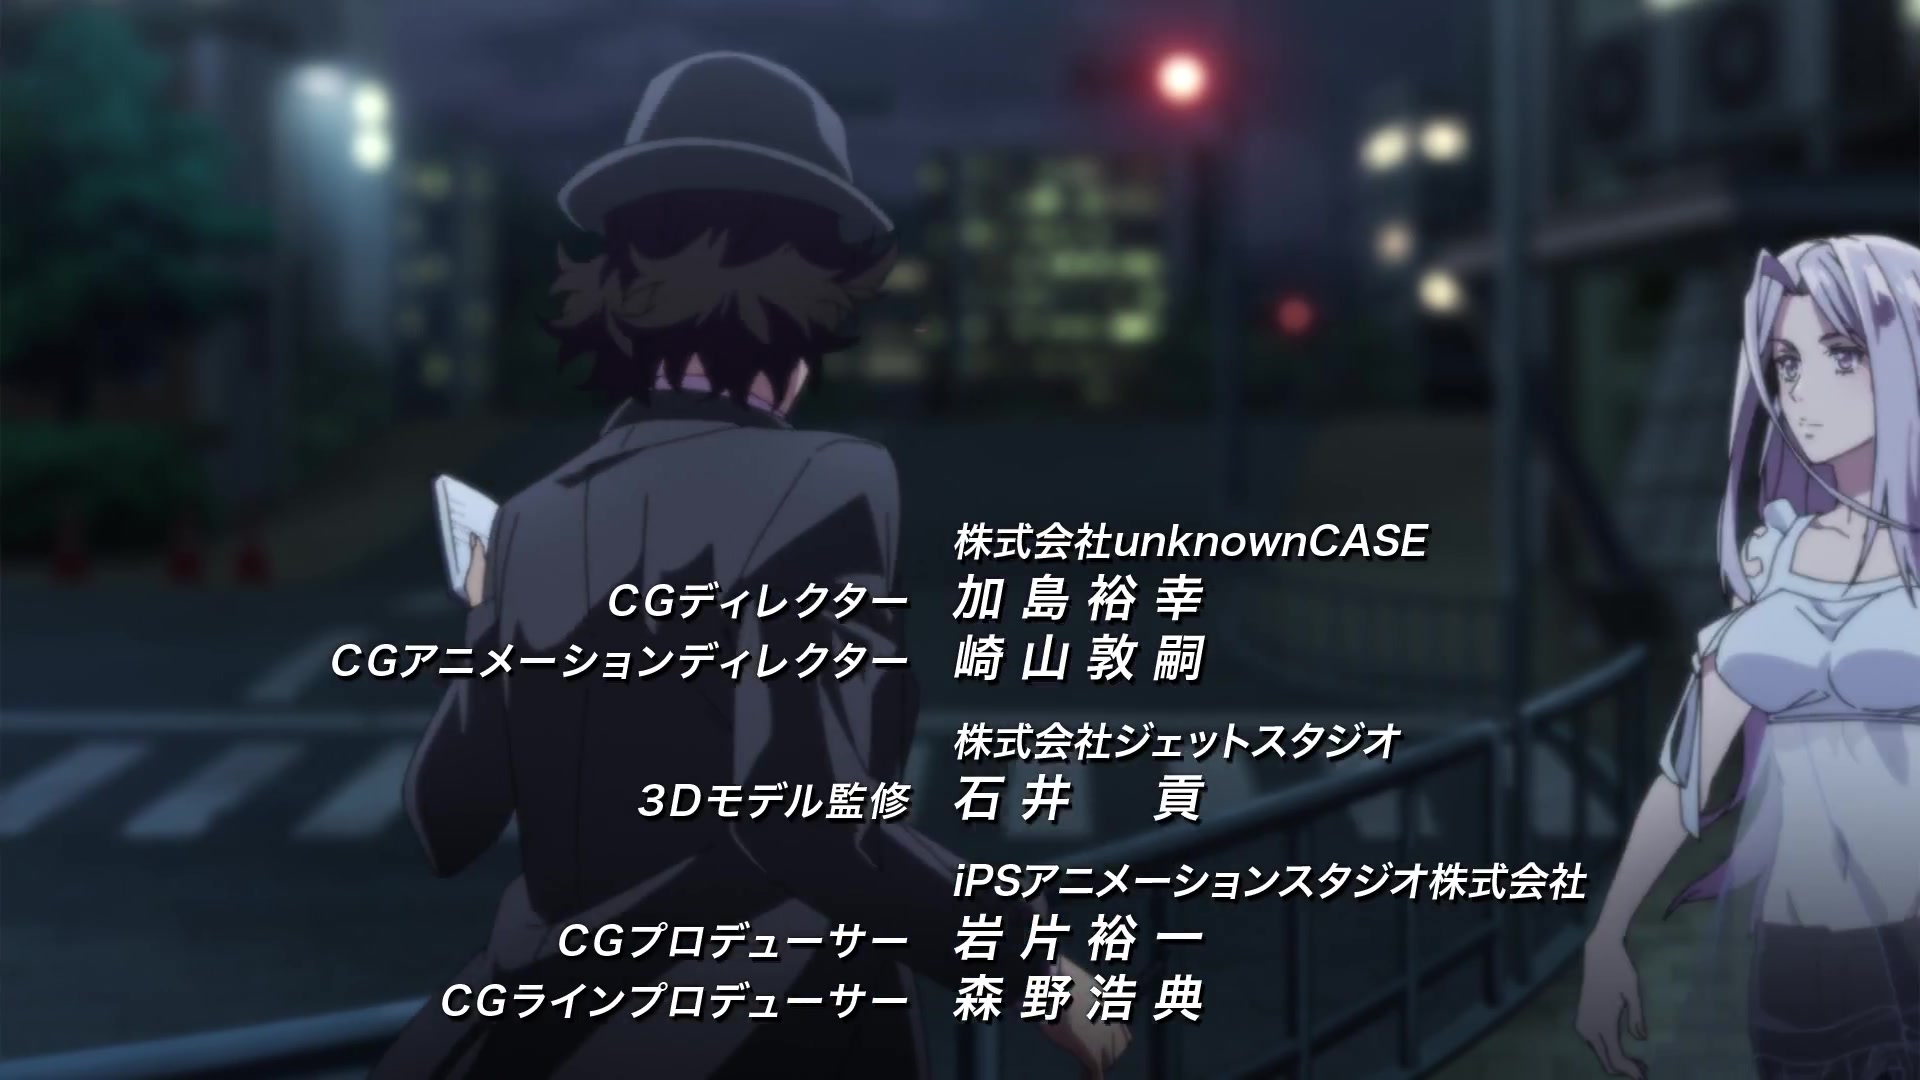 株式会社unknownCASE
CGディレクター 加島裕幸
CGアニメーションディレクター 崎山敦嗣
株式会社ジェットスタジオ
3Dモデル監修 石井 貢
iPSアニメーションスタジオ株式会社
CGプロデューサー 岩片裕一
CGラインプロデューサー 森野浩典